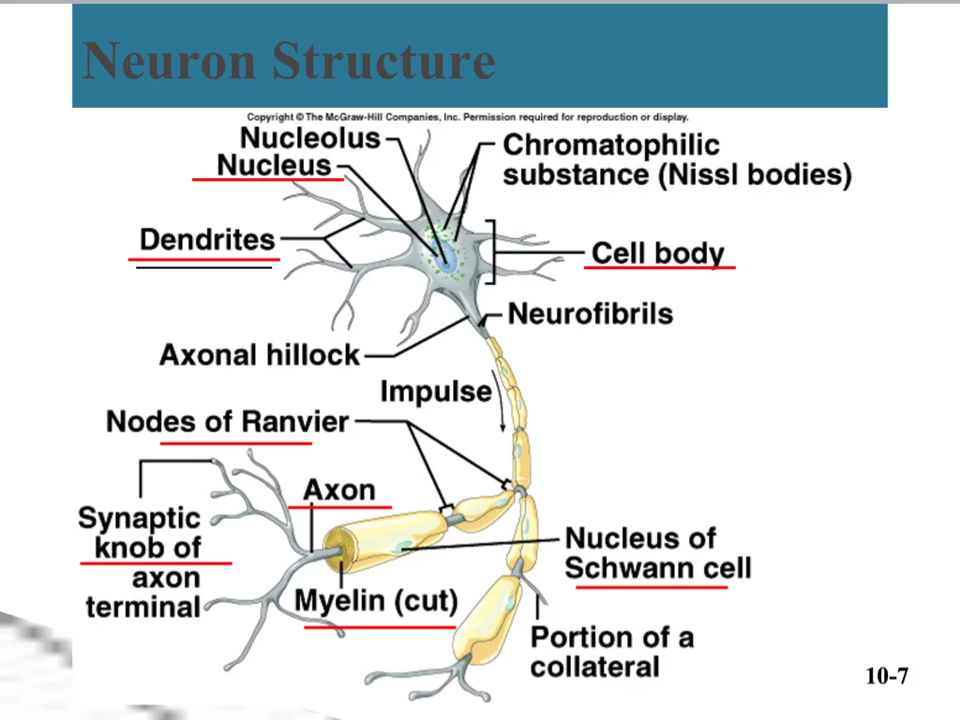 Neuron Structure
Copyright © The McGraw-Hill Companies, Inc. Permission required for reproduction or display.
Nucleolus
Nucleus
Chromatophilic
substance (Nissl bodies)
Dendrites
Cell body
Neurofibrils
Axonal hillock
Impulse
Nodes of Ranvier
Axon
Synaptic
knob of
axon
terminal
Myelin (cut)
Nucleus of
Schwann cell
Portion of a
collateral
10-7